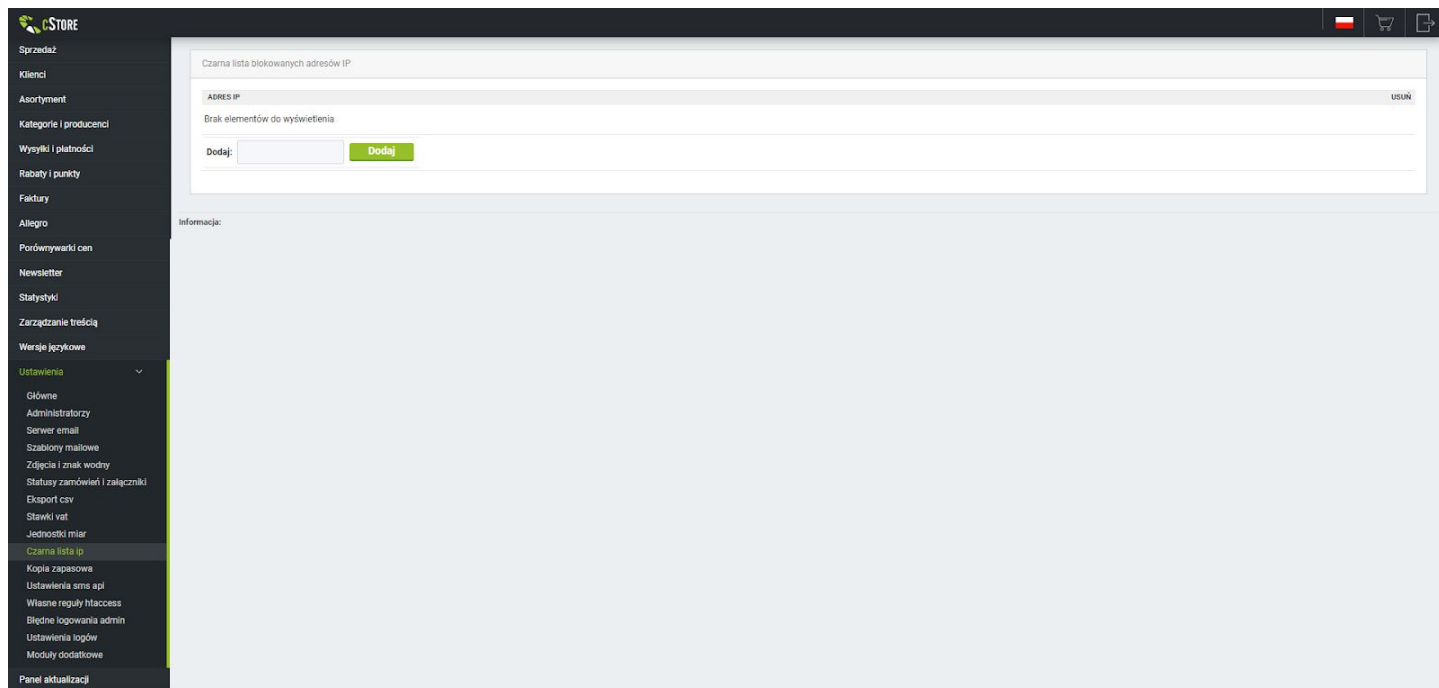 cSTORE
Sprzedaż
Klienci
Asortyment
Kategorie i producenci
Wysyłki i płatności
Rabaty i punkty
Faktury
Allegro
Porównywarki cen
Newsletter
Statystyki
Zarządzanie treścią
Wersje językowe
Ustawienia
Główne
Administratorzy
Serwer email
Szablony mailowe
Zdjęcia i znak wodny
Statusy zamówień i załączniki
Eksport csv
Stawki vat
Jednostki miar
Czarna lista ip
Kopia zapasowa
Ustawienia sms api
Własne reguły htaccess
Błędne logowania admin
Ustawienia logów
Moduły dodatkowe
Panel aktualizacji
Czarna lista blokowanych adresów IP
ADRES IP USUŃ
Brak elementów do wyświetlenia
Dodaj: Dodaj
Informacja: